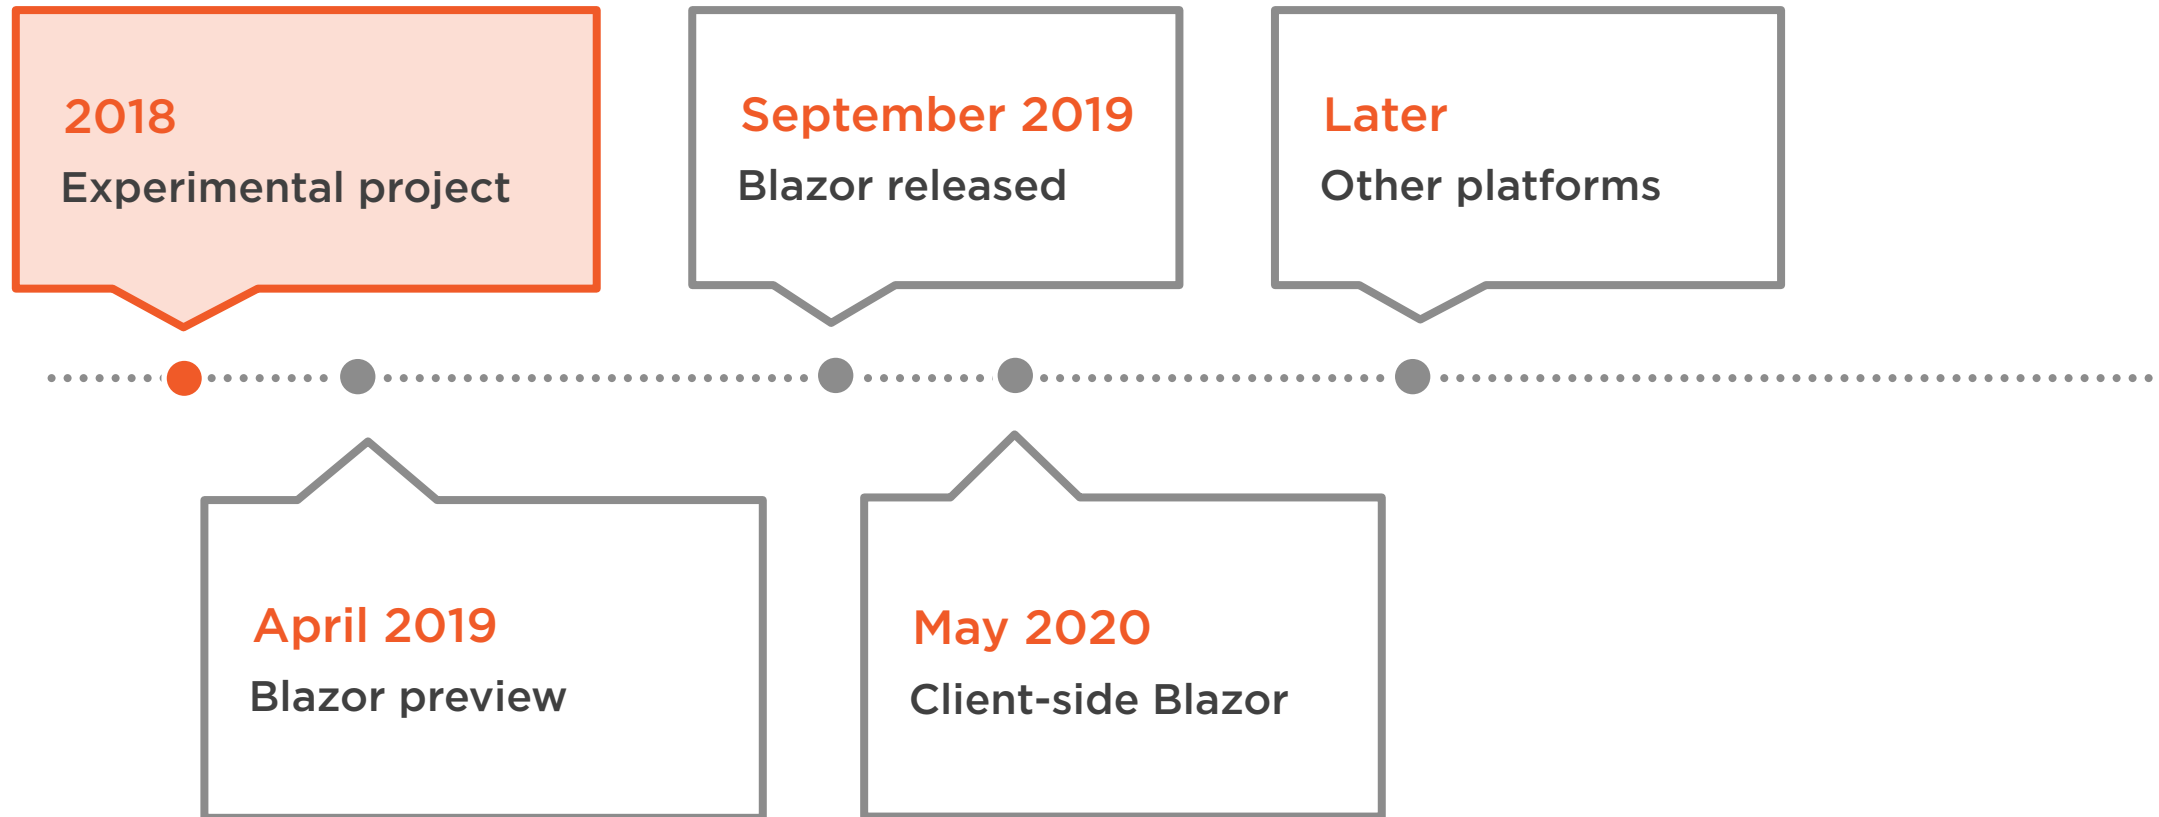 2018
Experimental project
September 2019
Blazor released
Later
Other platforms
April 2019
Blazor preview
May 2020
Client-side Blazor